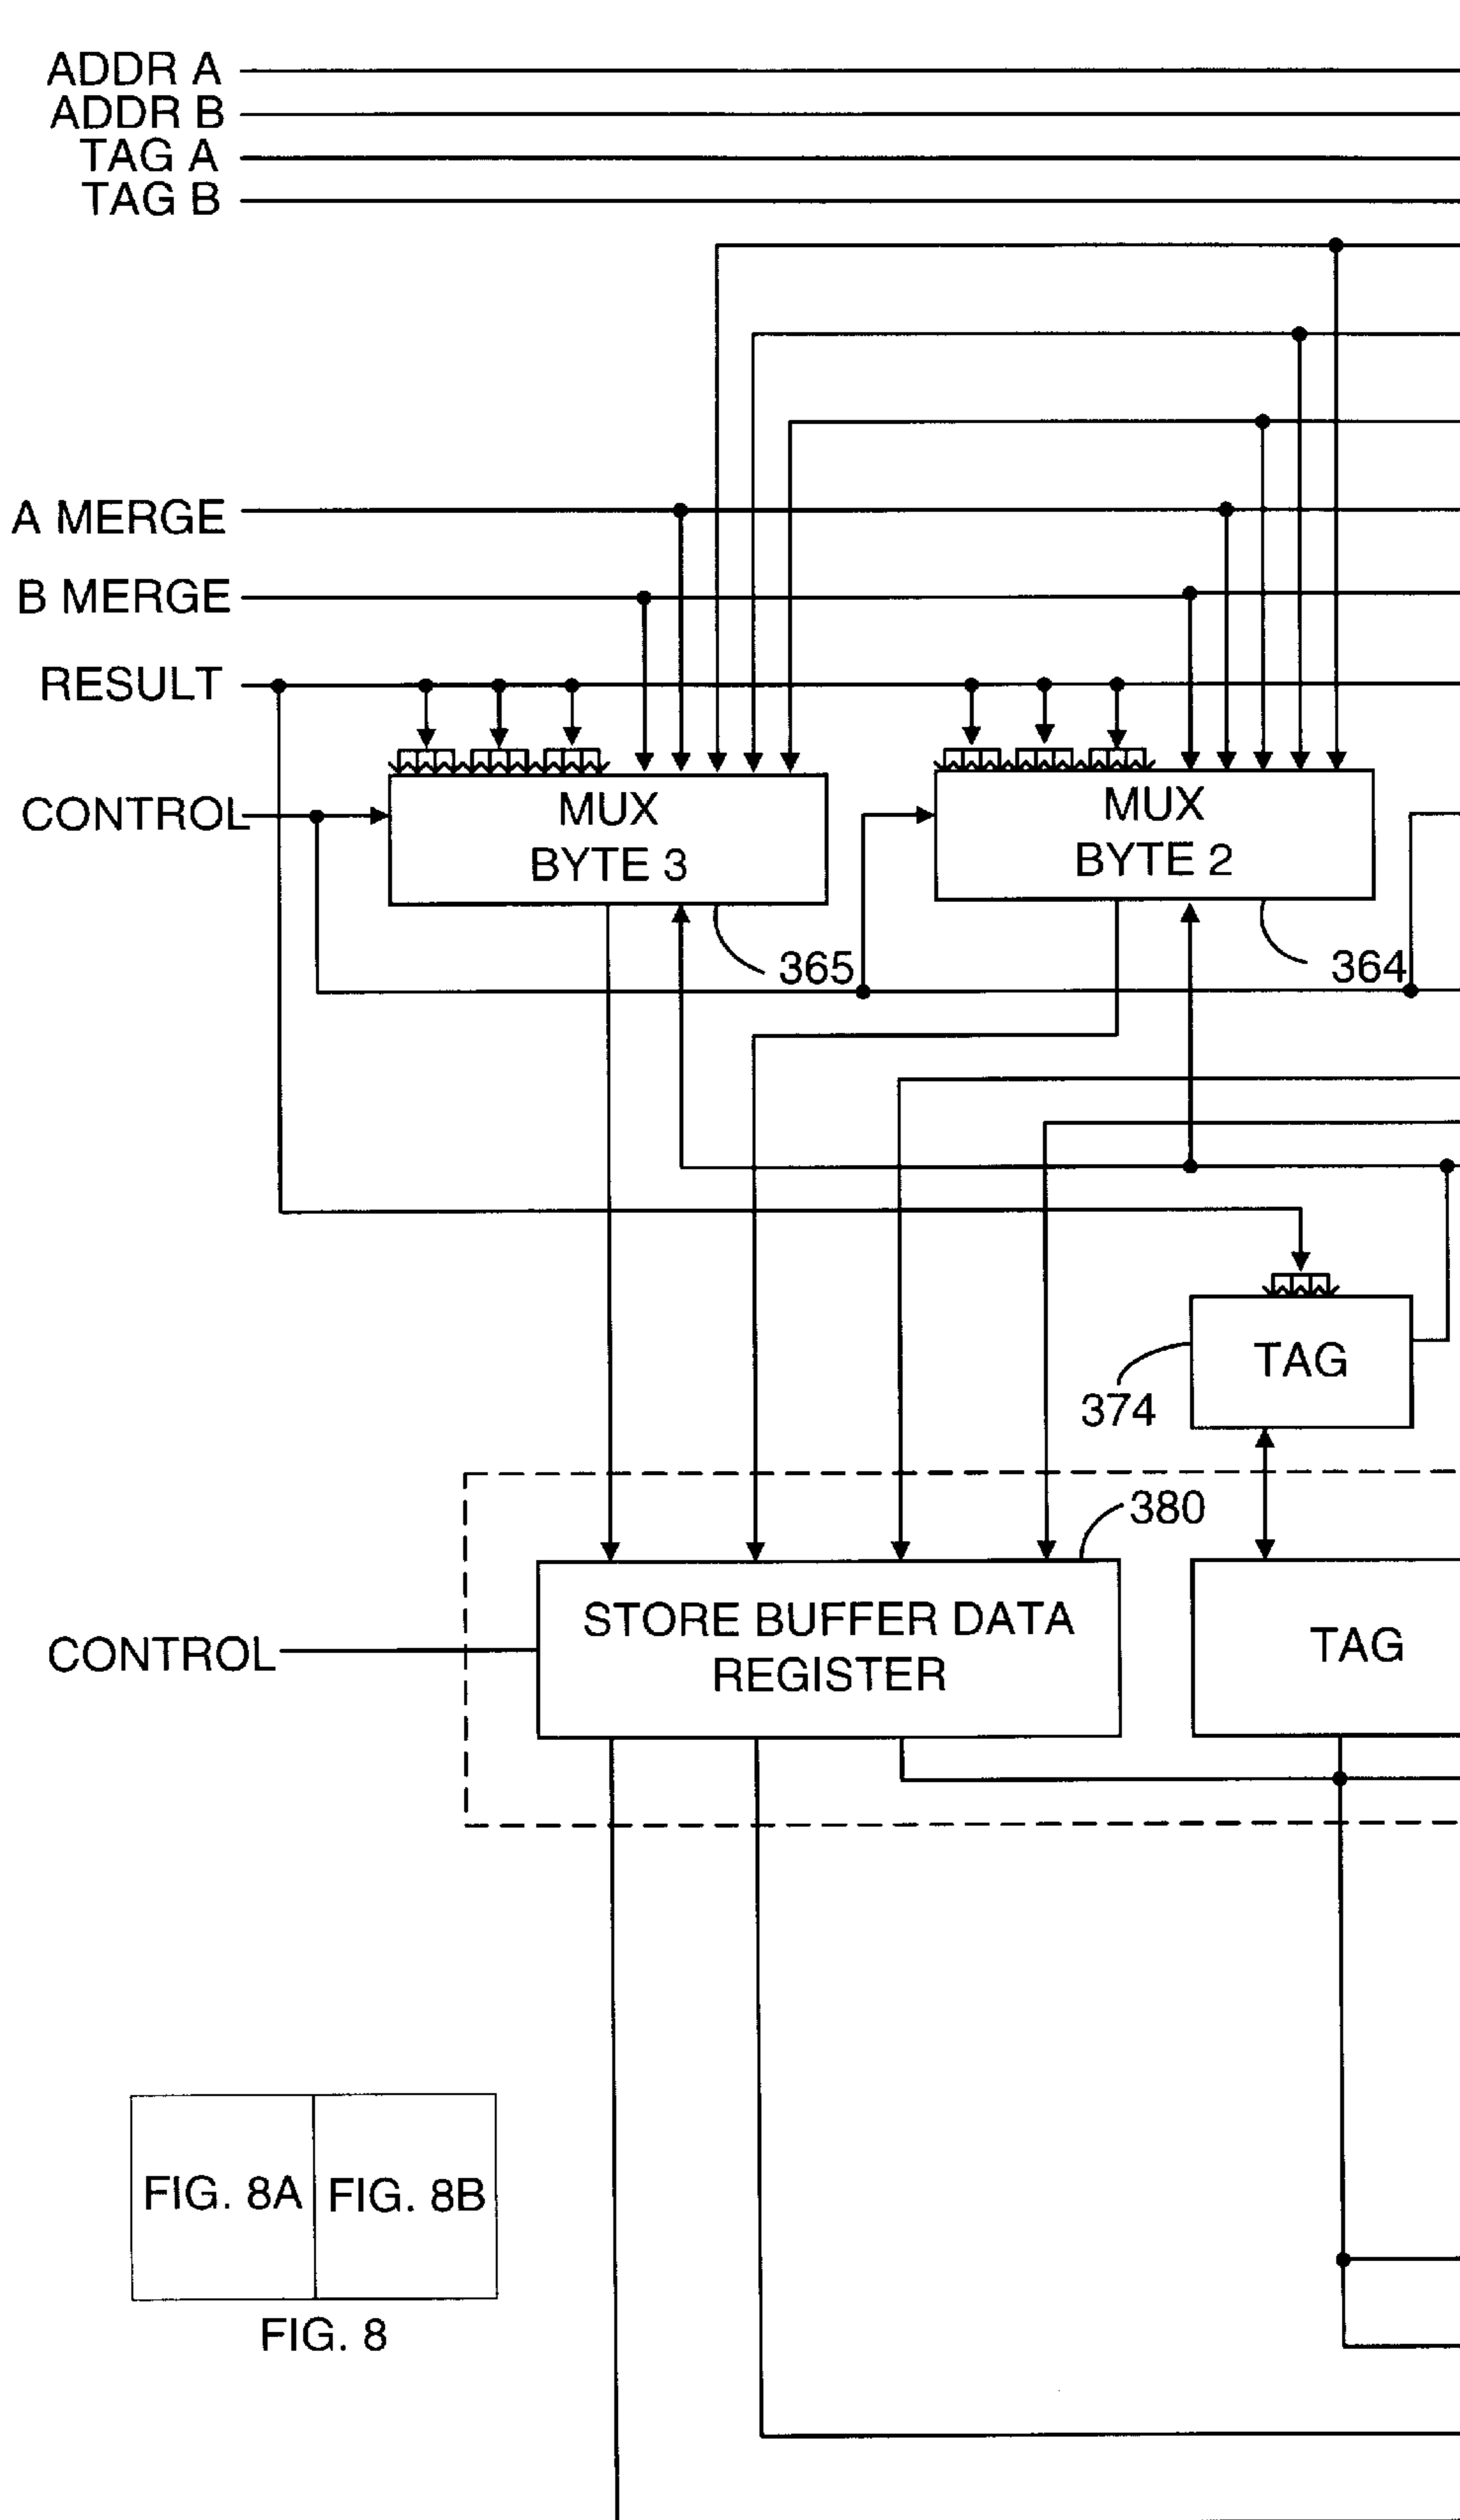 ADDR A
ADDR B
TAG A
TAG B
A MERGE
B MERGE
RESULT
CONTROL
MUX
BYTE 3
MUX
BYTE 2
365
364
TAG
374
380
STORE BUFFER DATA
REGISTER
TAG
CONTROL
FIG. 8A
FIG. 8B
FIG. 8